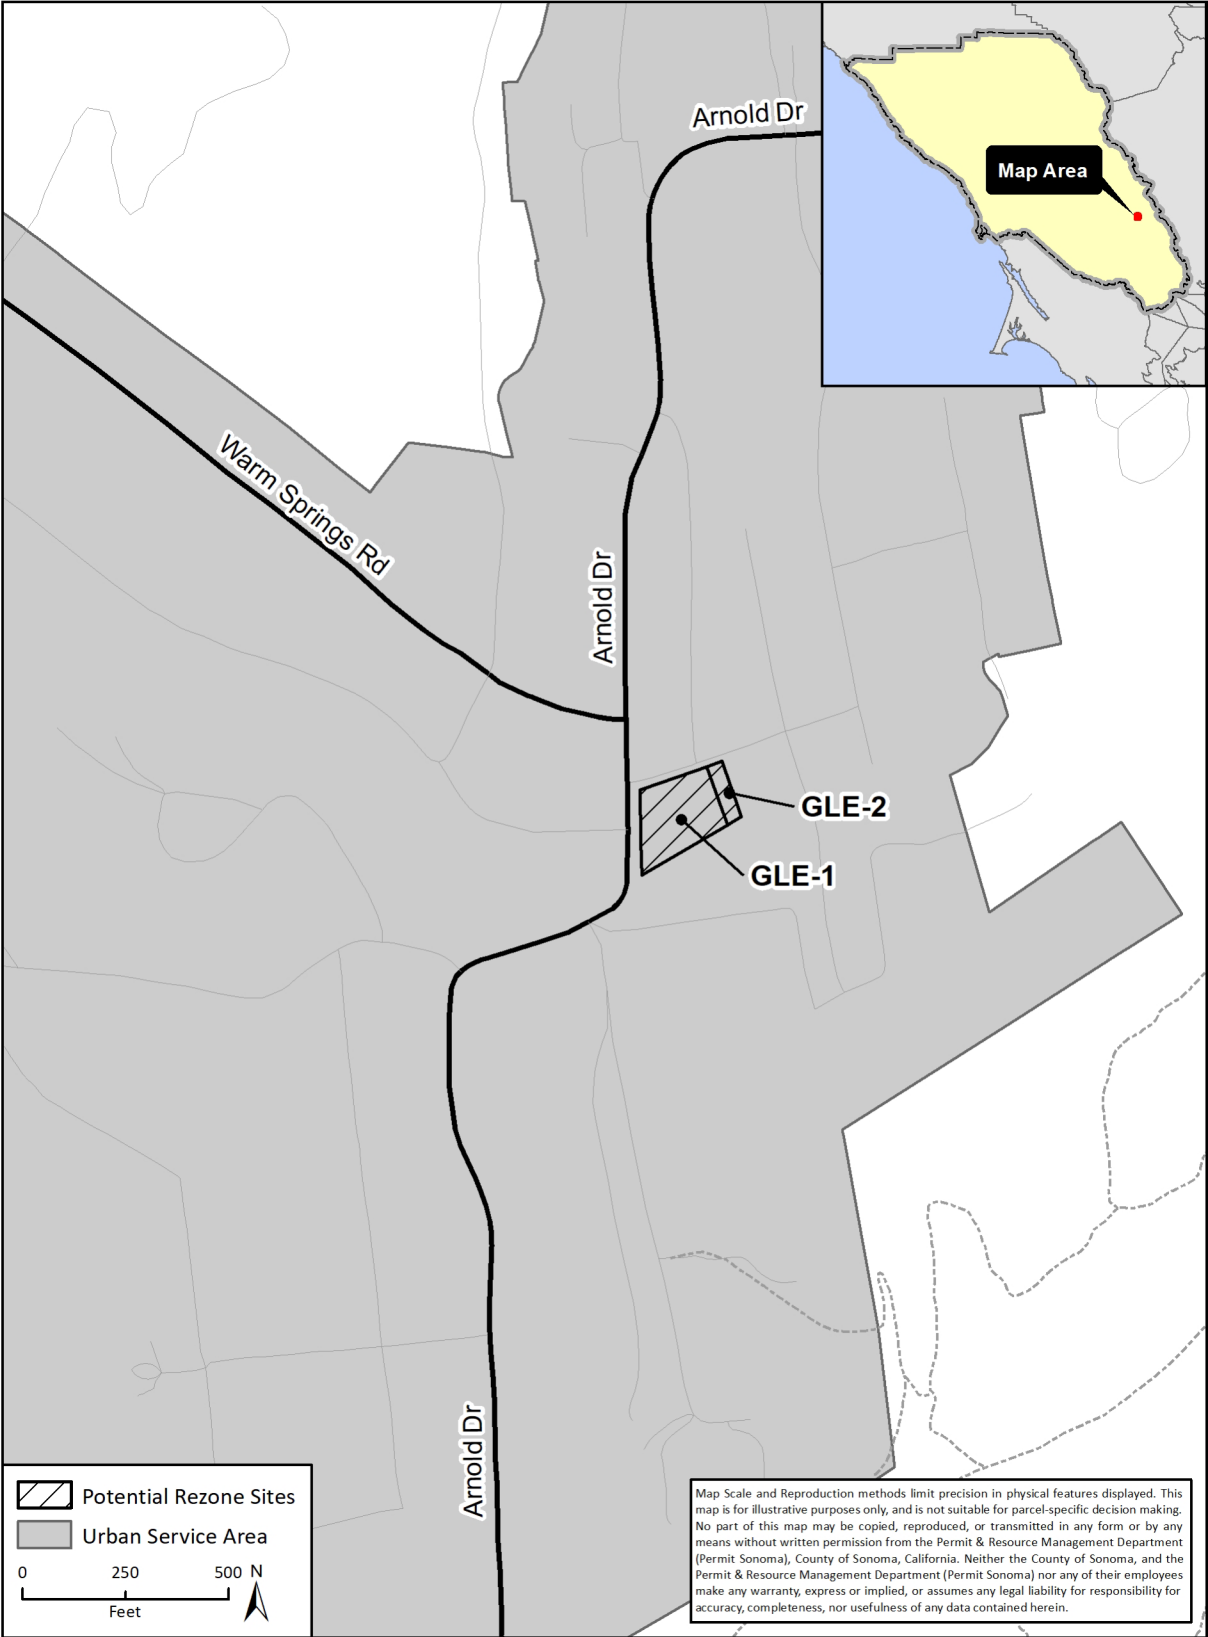 Arnold Dr
Map Area
Warm Springs Rd
Arnold Dr
GLE-2
GLE-1
Arnold Dr
Potential Rezone Sites
Urban Service Area
0 250 500 N
Feet
Map Scale and Reproduction methods limit precision in physical features displayed. This
map is for illustrative purposes only, and is not suitable for parcel-specific decision making.
No part of this map may be copied, reproduced, or transmitted in any form or by any
means without written permission from the Permit & Resource Management Department
(Permit Sonoma), County of Sonoma, California. Neither the County of Sonoma, and the
Permit & Resource Management Department (Permit Sonoma) nor any of their employees
make any warranty, express or implied, or assumes any legal liability for responsibility for
accuracy, completeness, nor usefulness of any data contained herein.